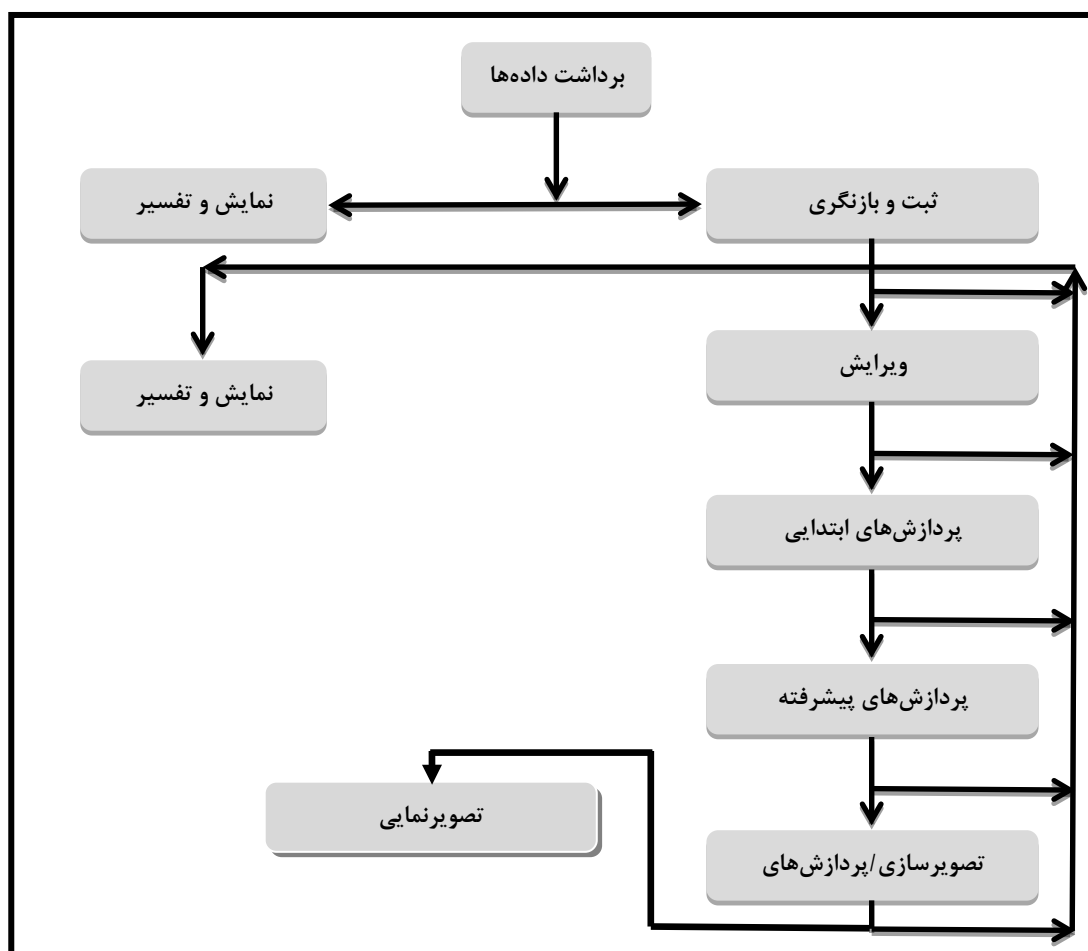 برداشت داده‌ها
ثبت و بازنگری
نمایش و تفسیر
ویرایش
نمایش و تفسیر
پردازش‌های ابتدایی
پردازش‌های پیشرفته
تصویرنمایی
تصویرسازی/پردازش‌های